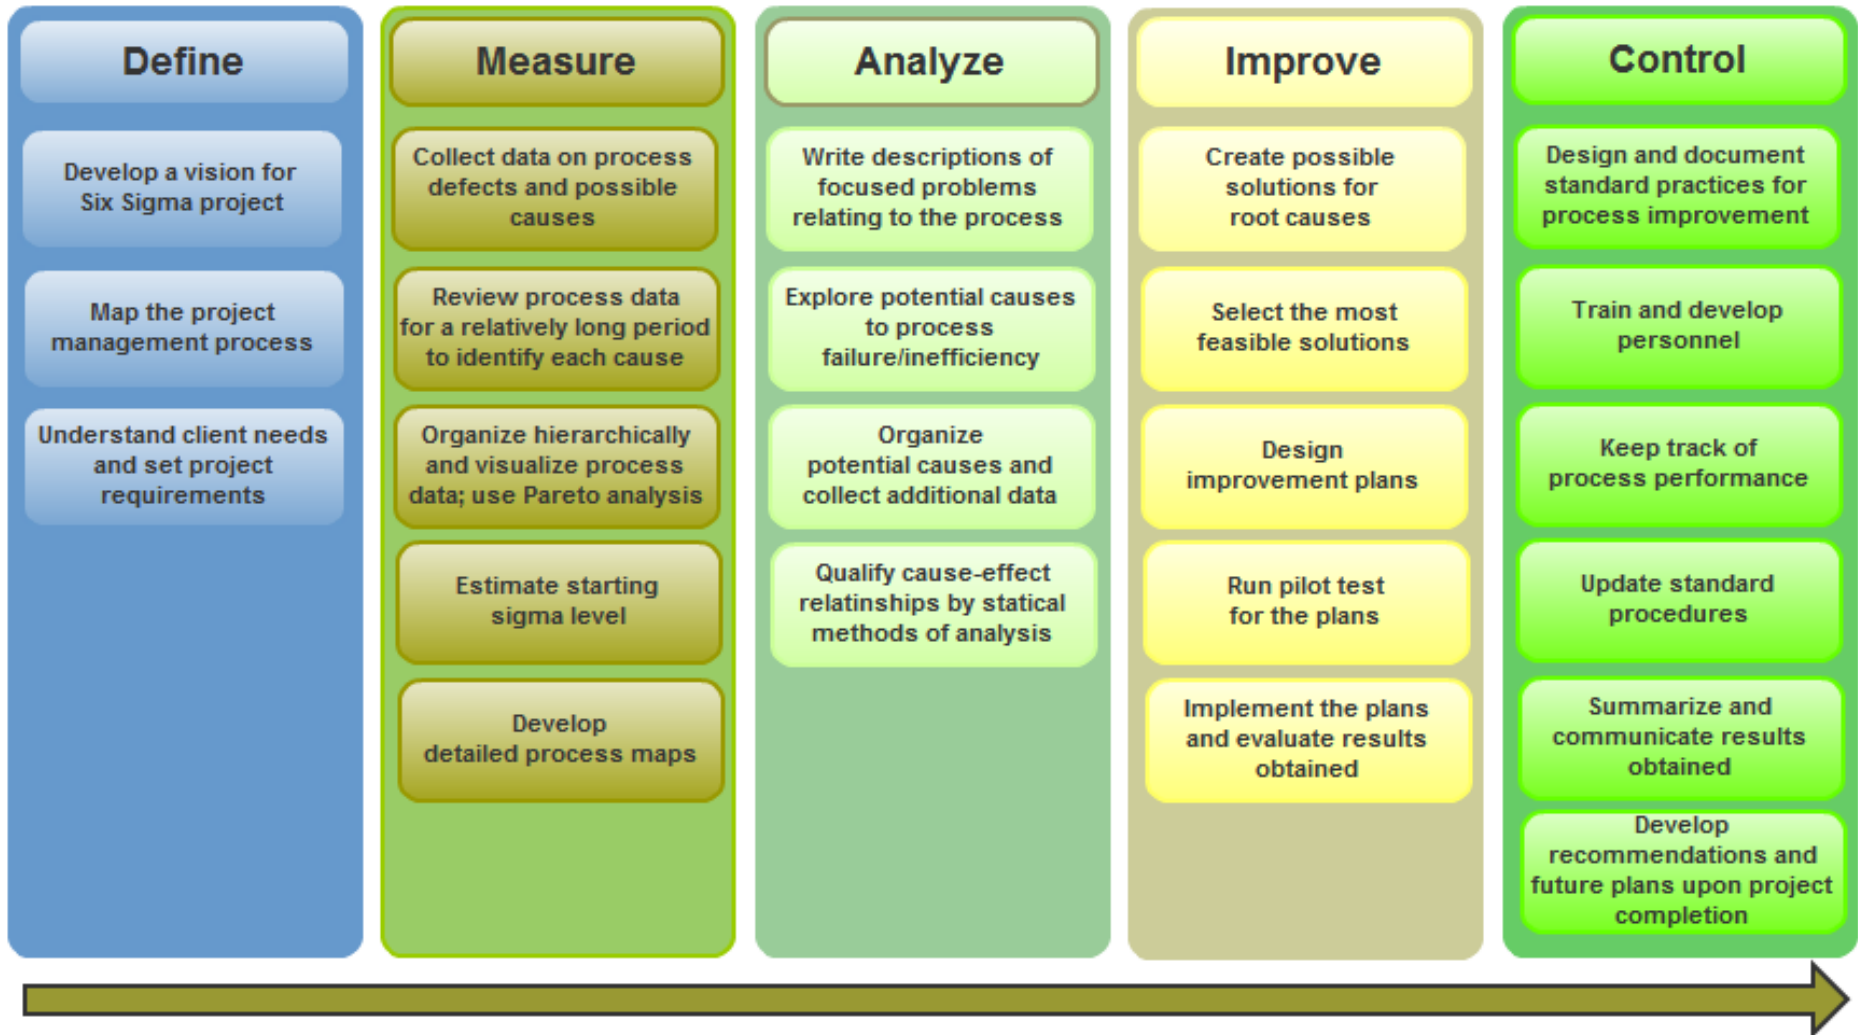 Define
Develop a vision for
Six Sigma project
Map the project
management process
Understand client needs
and set project
requirements
Measure
Collect data on process
defects and possible
causes
Review process data
for a relatively long period
to identify each cause
Organize hierarchically
and visualize process
data; use Pareto analysis
Estimate starting
sigma level
Develop
detailed process maps
Analyze
Write descriptions of
focused problems
relating to the process
Explore potential causes
to process
failure/inefficiency
Organize
potential causes and
collect additional data
Qualify cause-effect
relatinships by statical
methods of analysis
Improve
Create possible
solutions for
root causes
Select the most
feasible solutions
Design
improvement plans
Run pilot test
for the plans
Implement the plans
and evaluate results
obtained
Control
Design and document
standard practices for
process improvement
Train and develop
personnel
Keep track of
process performance
Update standard
procedures
Summarize and
communicate results
obtained
Develop
recommendations and
future plans upon project
completion